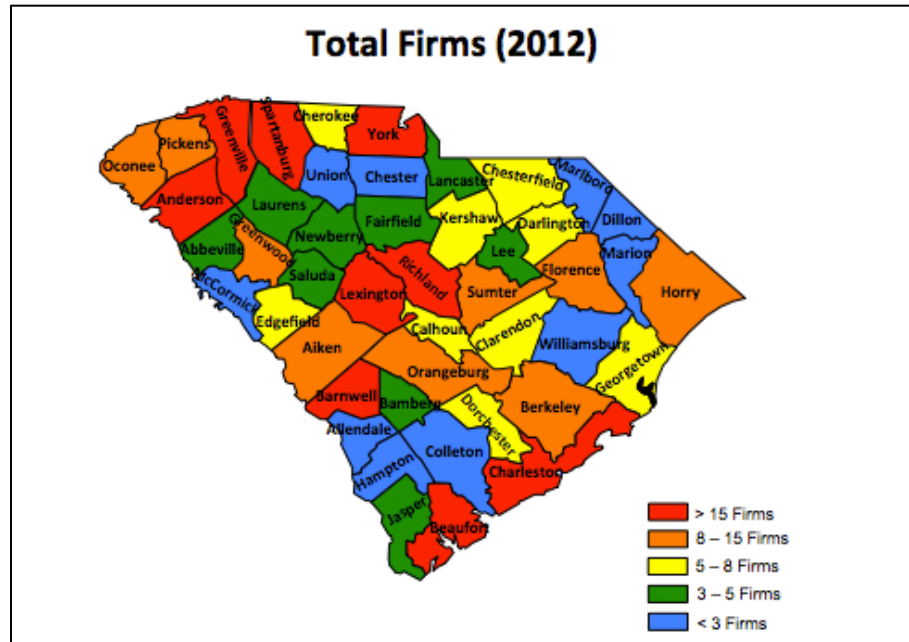 Total Firms (2012)
Cherokee
Spartanburg
Greenville
York
Pickens
Oconee
Union
Chester
Lancaster
Chesterfield
Marlboro
Anderson
Laurens
Dillon
Fairfield
Kershaw
Darlington
Newberry
Greenwood
Abbeville
Lee
Marion
Saluda
Richland
Florence
McCormick
Lexington
Sumter
Horry
Edgefield
Calhoun
Clarendon
Aiken
Williamsburg
Georgetown
Orangeburg
Barnwell
Bamberg
Berkeley
Dorchester
Allendale
Colleton
Hampton
Charleston
Jasper
Beaufort
> 15 Firms
8 – 15 Firms
5 – 8 Firms
3 – 5 Firms
< 3 Firms